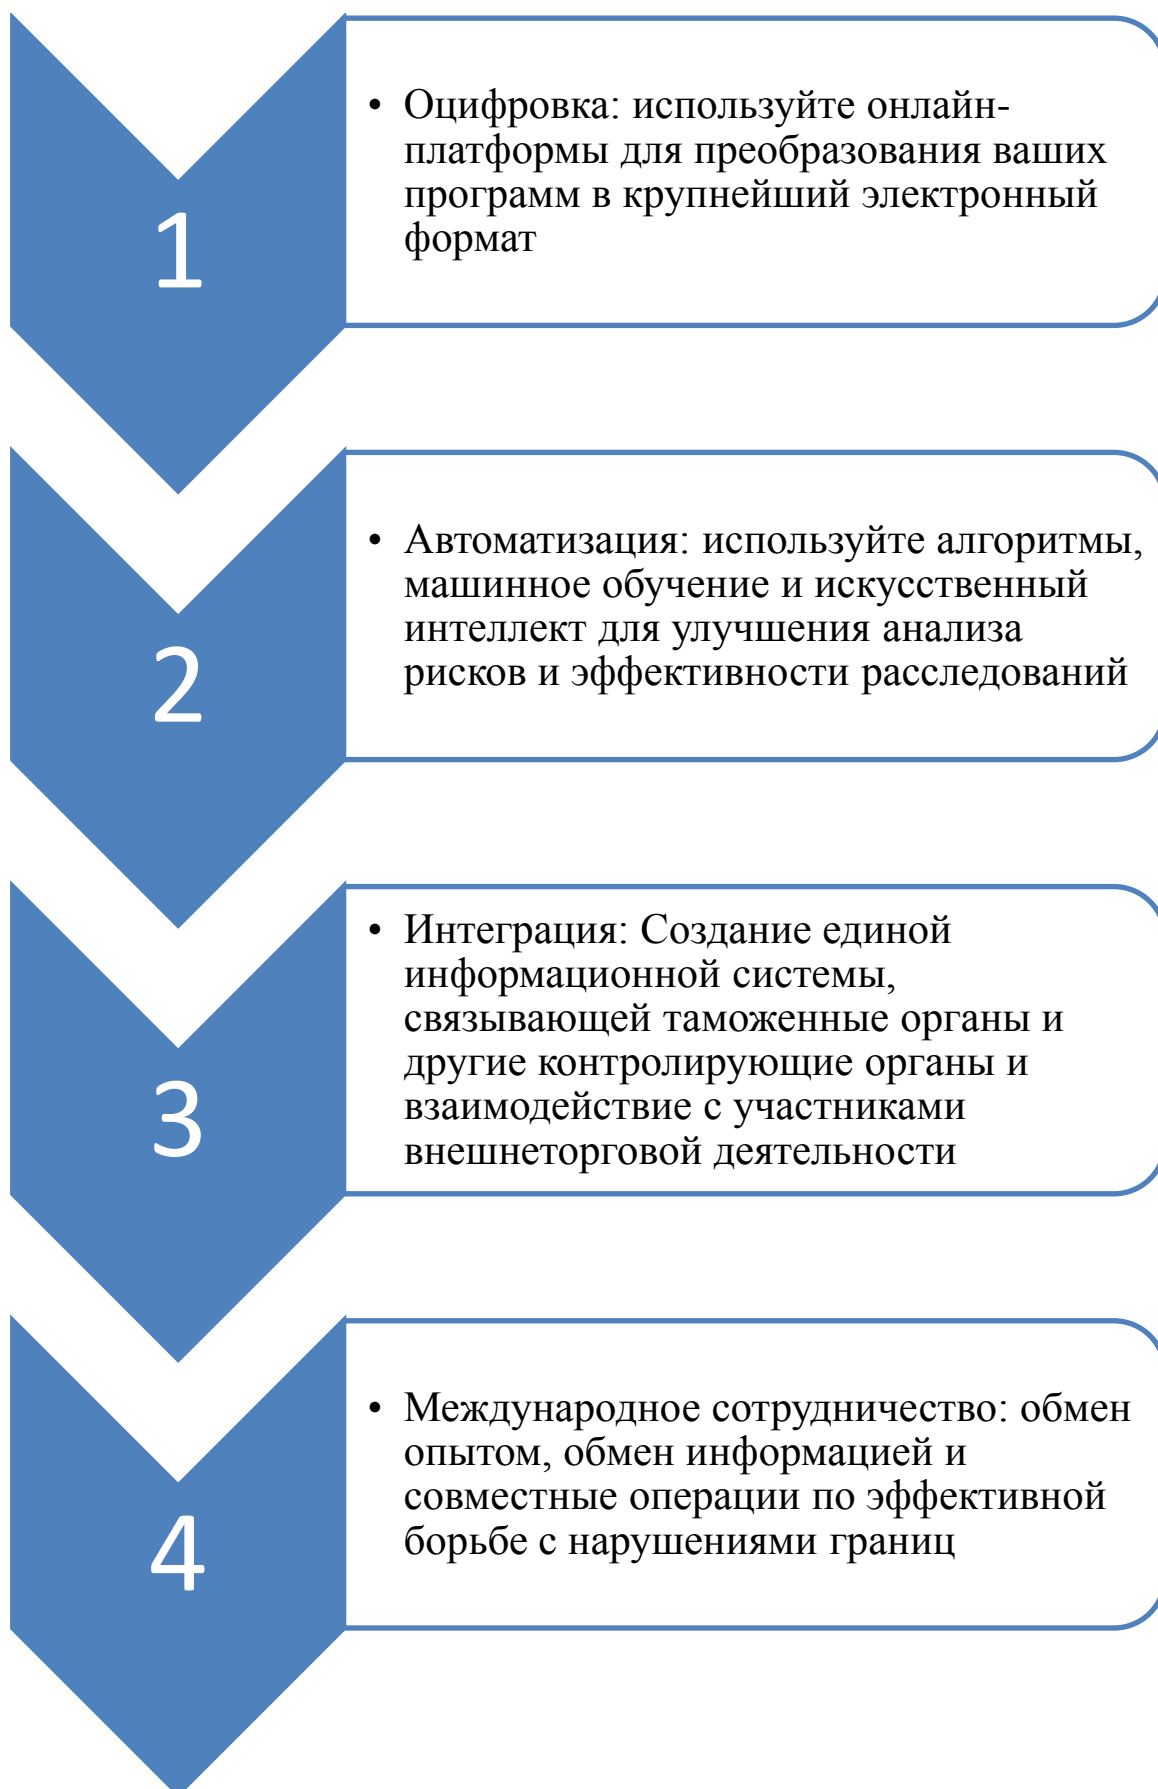 1
• Оцифровка: используйте онлайн-
платформы для преобразования ваших
программ в крупнейший электронный
формат
2
• Автоматизация: используйте алгоритмы,
машинное обучение и искусственный
интеллект для улучшения анализа
рисков и эффективности расследований
3
• Интеграция: Создание единой
информационной системы,
связывающей таможенные органы и
другие контролирующие органы и
взаимодействие с участниками
внешнеторговой деятельности
4
• Международное сотрудничество: обмен
опытом, обмен информацией и
совместные операции по эффективной
борьбе с нарушениями границ